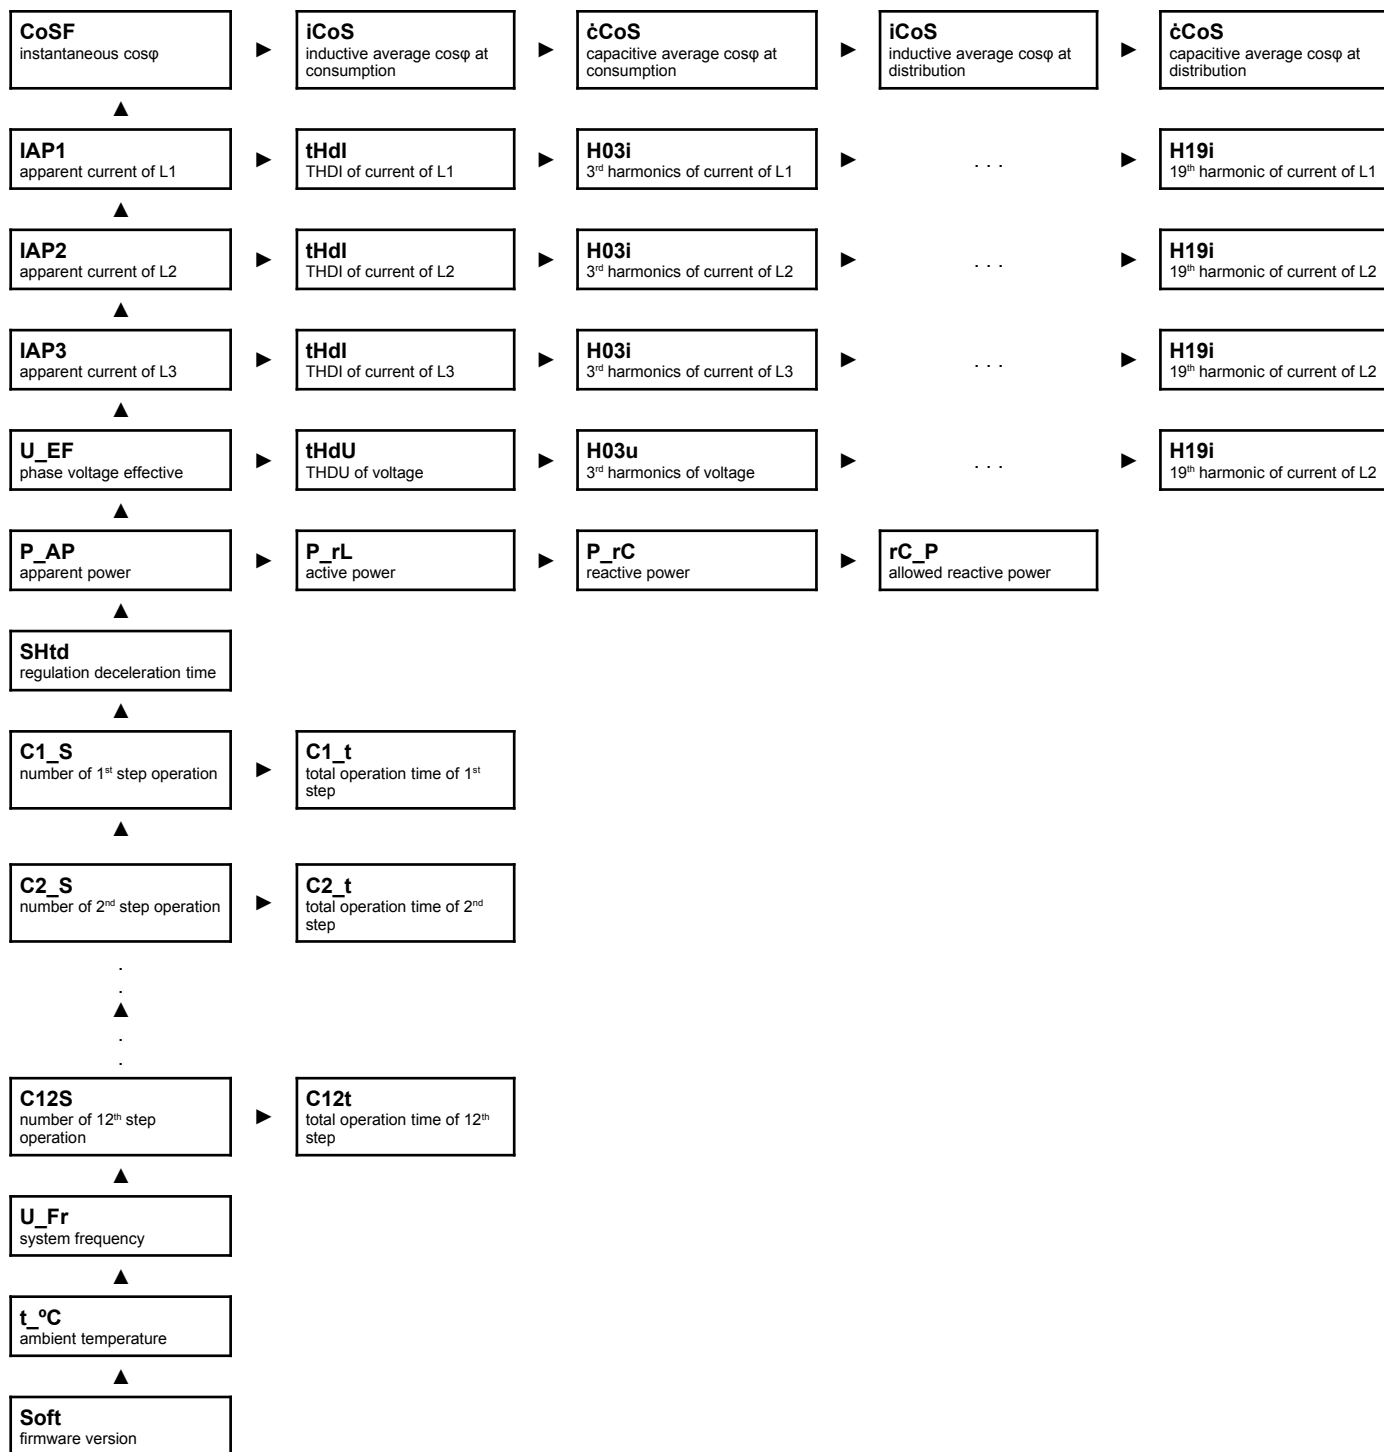 CoSF
instantaneous cosφ
►
iCoS
inductive average cosφ at
consumption
►
ċCoS
capacitive average cosφ at
consumption
►
iCoS
inductive average cosφ at
distribution
►
ċCoS
capacitive average cosφ at
distribution
▲
IAP1
apparent current of L1
►
tHdI
THDI of current of L1
►
H03i
3rd harmonics of current of L1
►
. . .
►
H19i
19th harmonic of current of L1
▲
IAP2
apparent current of L2
►
tHdI
THDI of current of L2
►
H03i
3rd harmonics of current of L2
►
. . .
►
H19i
19th harmonic of current of L2
▲
IAP3
apparent current of L3
►
tHdI
THDI of current of L3
►
H03i
3rd harmonics of current of L3
►
. . .
►
H19i
19th harmonic of current of L2
▲
U_EF
phase voltage effective
►
tHdU
THDU of voltage
►
H03u
3rd harmonics of voltage
►
. . .
►
H19i
19th harmonic of current of L2
▲
P_AP
apparent power
►
P_rL
active power
►
P_rC
reactive power
►
rC_P
allowed reactive power
▲
SHtd
regulation deceleration time
▲
C1_S
number of 1st step operation
►
C1_t
total operation time of 1st
step
▲
C2_S
number of 2nd step operation
►
C2_t
total operation time of 2nd
step
.
.
▲
.
.
C12S
number of 12th step
operation
►
C12t
total operation time of 12th
step
▲
U_Fr
system frequency
▲
t_ºC
ambient temperature
▲
Soft
firmware version